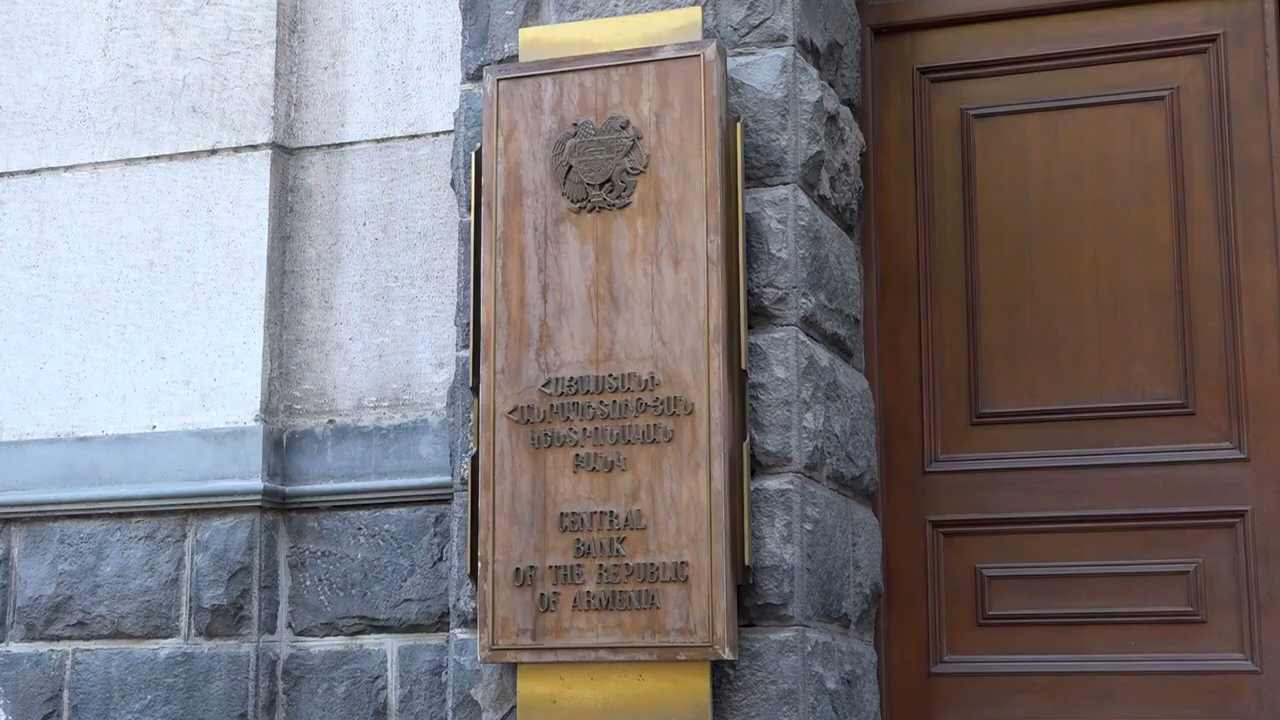 ՀԱՅԱՍՏԱՆԻ
ՀԱՆՐԱՊԵՏՈՒԹՅԱՆ
ԿԵՆՏՐՈՆԱԿԱՆ
ԲԱՆԿ
CENTRAL
BANK
OF THE REPUBLIC
OF ARMENIA